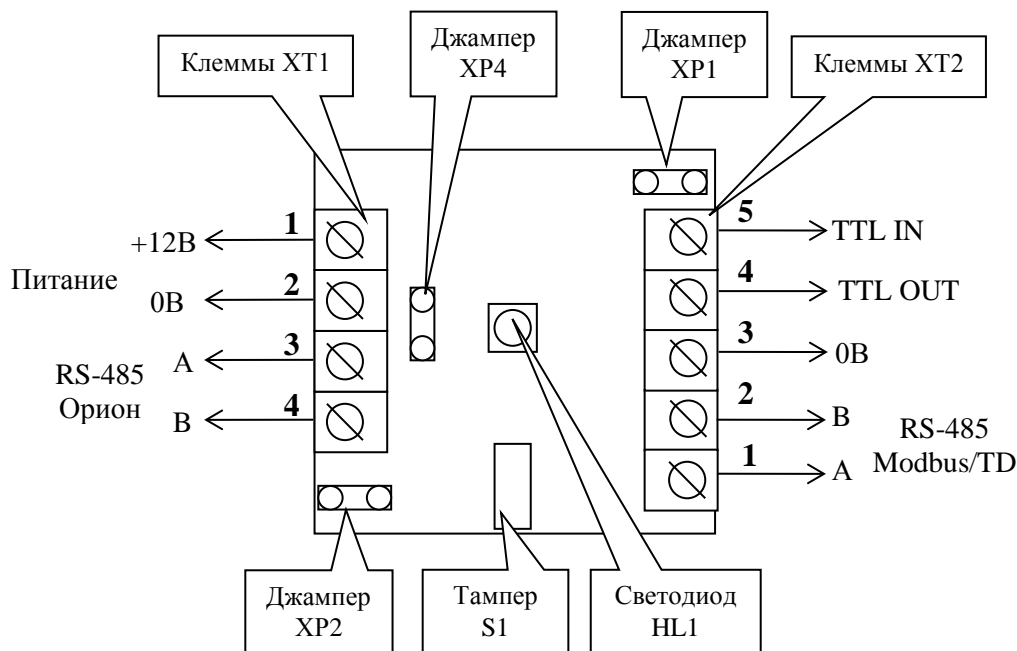 Клеммы XT1
Джампер
XP4
Джампер
XP1
Клеммы XT2
Питание
+12В
1
0В
2
RS-485
Орион
А
3
В
4
5
TTL IN
4
TTL OUT
3
0В
2
В
1
А
RS-485
Modbus/TD
Джампер
XP2
Тампер
S1
Светодиод
HL1